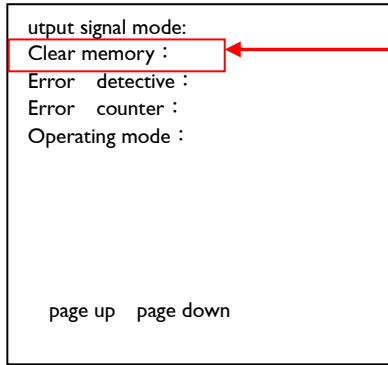 utput signal mode:
Clear memory：
Error detective：
Error counter：
Operating mode：
page up page down